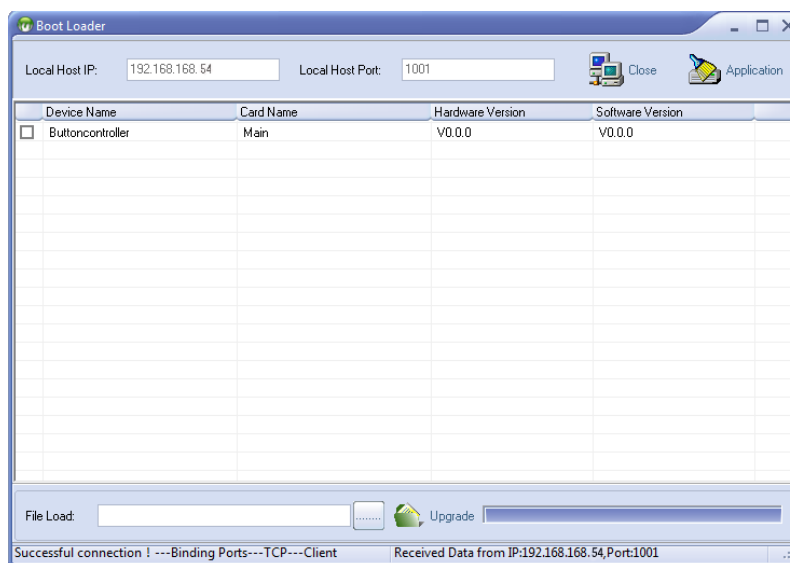 Boot Loader
Local Host IP: 192.168.168.54 Local Host Port: 1001 Close Application
Device Name Card Name Hardware Version Software Version
Buttoncontroller Main V0.0.0 V0.0.0
File Load: ........ Upgrade
Successful connection ! ---Binding Ports---TCP---Client Received Data from IP:192.168.168.54,Port:1001